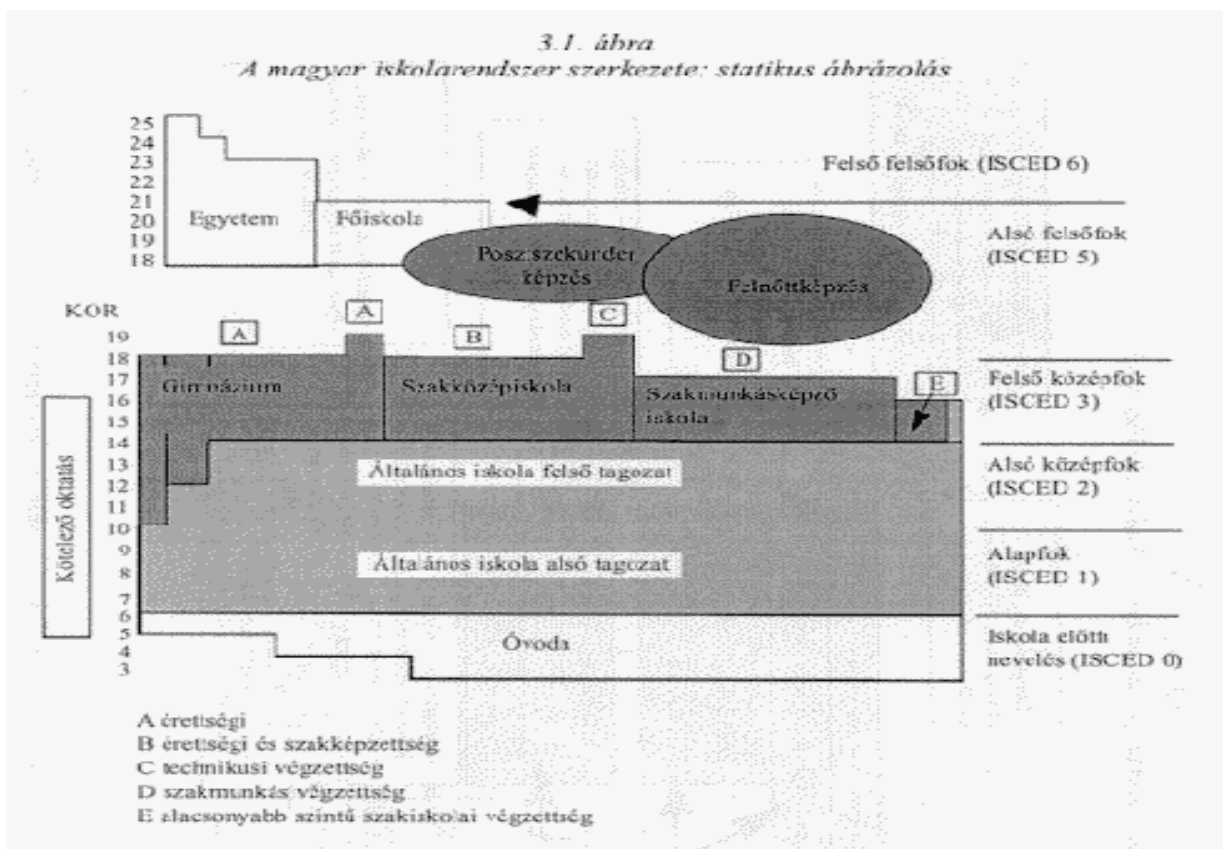 3.1. ábra
A magyar iskolarendszer szerkezete: statikus ábrázolás
25
24
23
22
21
20
19
18
Egyetem
Főiskola
Felső felsőfok (ISCED 6)
Posztszekunder
képzés
Felnőttképzés
Alsó felsőfok
(ISCED 5)
KOR
A
A
B
C
D
E
19
18
17
16
15
14
13
12
11
10
9
8
7
6
5
4
3
Kötelező oktatás
Gimnázium
Szakközépiskola
Szakmunkásképző
iskola
Felső középfok
(ISCED 3)
Általános iskola felső tagozat
Alsó középfok
(ISCED 2)
Általános iskola alsó tagozat
Alapfok
(ISCED 1)
Óvoda
Iskola előtti
nevelés (ISCED 0)
A érettségi
B érettségi és szakképzettség
C technikusi végzettség
D szakmunkás végzettség
E alacsonyabb szintű szakiskolai végzettség